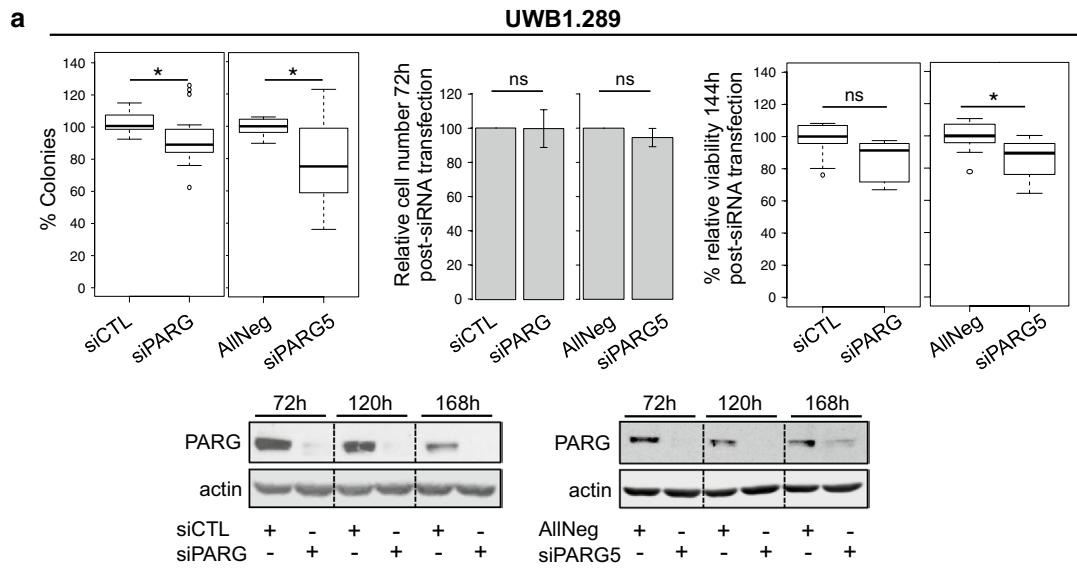 a
UWB1.289
% Colonies
140
120
100
80
60
40
20
0
*
*
siCTL
siPARG
AllNeg
siPARG5
Relative cell number 72h
post-siRNA transfection
120
100
80
60
40
20
0
ns
ns
siCTL
siPARG
AllNeg
siPARG5
% relative viability 144h
post-siRNA transfection
140
120
100
80
60
40
20
0
ns
*
siCTL
siPARG
AllNeg
siPARG5
72h 120h 168h
PARG
actin
siCTL + - + - + -
siPARG - + - + - +
72h 120h 168h
PARG
actin
AllNeg + - + - + -
siPARG5 - + - + - +